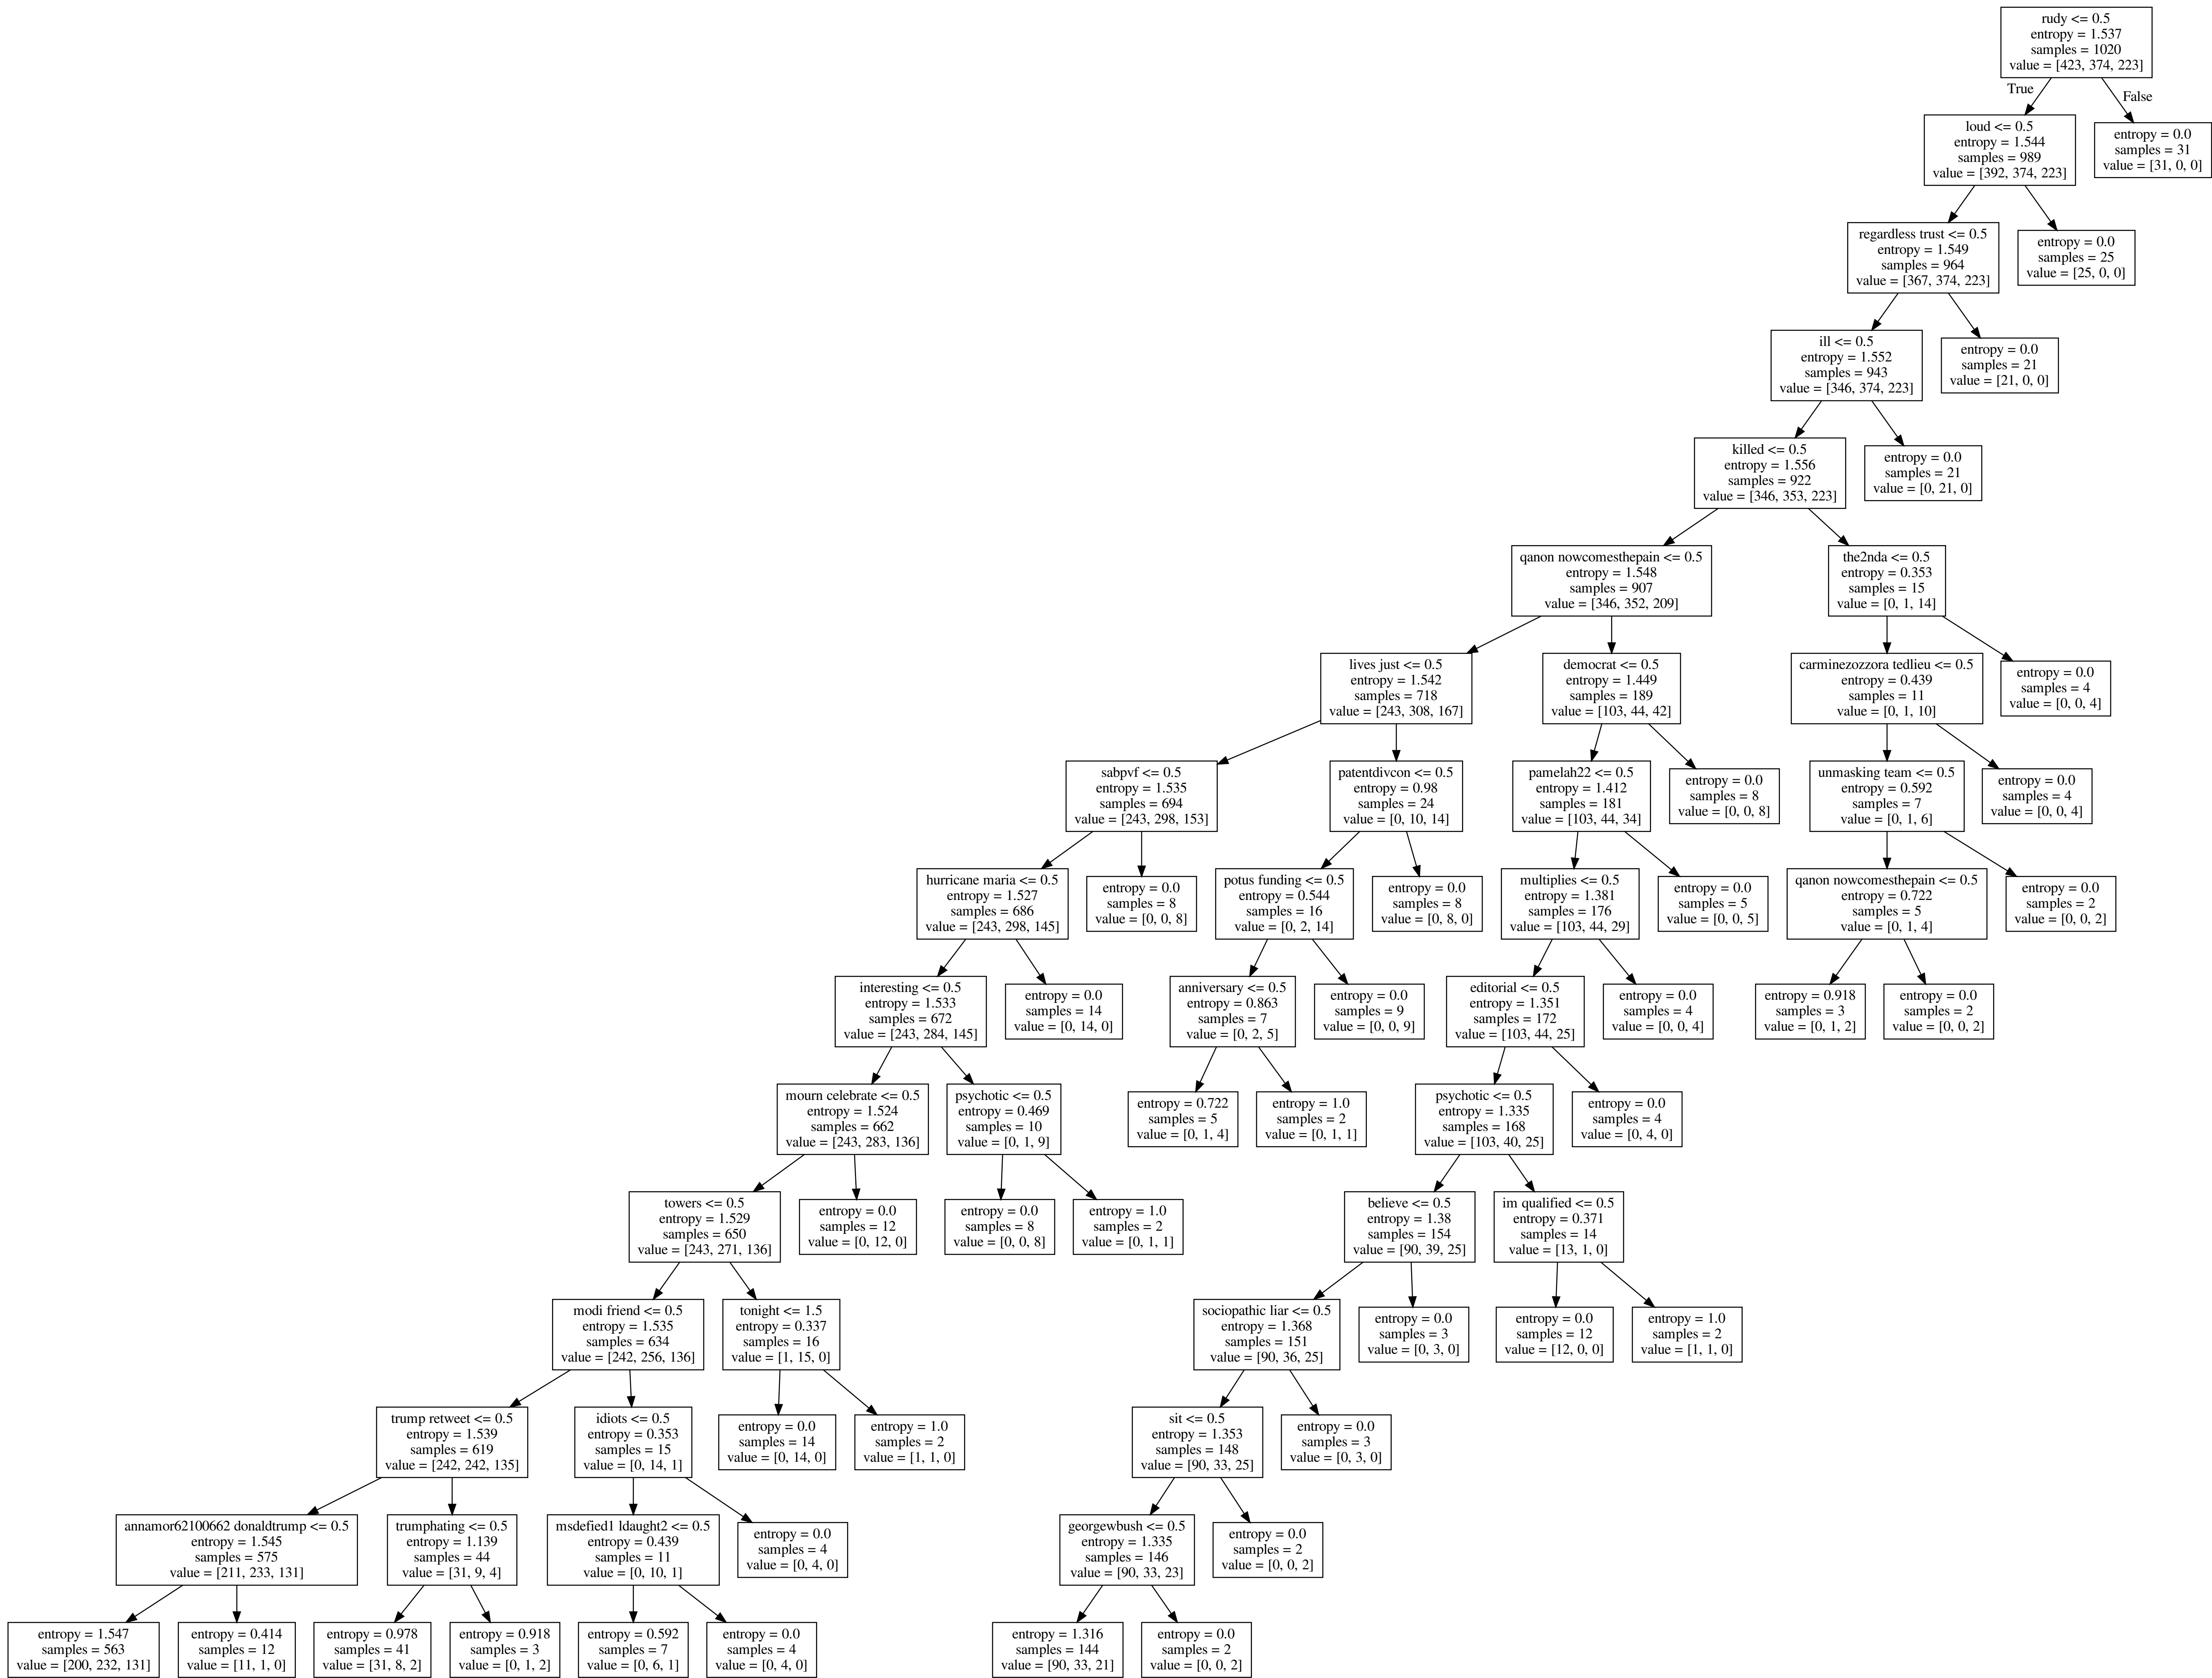 rudy <= 0.5
entropy = 1.537
samples = 1020
value = [423, 374, 223]
True
False
loud <= 0.5
entropy = 1.544
samples = 989
value = [392, 374, 223]
entropy = 0.0
samples = 31
value = [31, 0, 0]
regardless trust <= 0.5
entropy = 1.549
samples = 964
value = [367, 374, 223]
entropy = 0.0
samples = 25
value = [25, 0, 0]
ill <= 0.5
entropy = 1.552
samples = 943
value = [346, 374, 223]
entropy = 0.0
samples = 21
value = [21, 0, 0]
killed <= 0.5
entropy = 1.556
samples = 922
value = [346, 353, 223]
entropy = 0.0
samples = 21
value = [0, 21, 0]
qanon nowcomesthepain <= 0.5
entropy = 1.548
samples = 907
value = [346, 352, 209]
the2nda <= 0.5
entropy = 0.353
samples = 15
value = [0, 1, 14]
lives just <= 0.5
entropy = 1.542
samples = 718
value = [243, 308, 167]
democrat <= 0.5
entropy = 1.449
samples = 189
value = [103, 44, 42]
carminezozzora tedlieu <= 0.5
entropy = 0.439
samples = 11
value = [0, 1, 10]
entropy = 0.0
samples = 4
value = [0, 0, 4]
sabpvf <= 0.5
entropy = 1.535
samples = 694
value = [243, 298, 153]
patentdivcon <= 0.5
entropy = 0.98
samples = 24
value = [0, 10, 14]
pamelah22 <= 0.5
entropy = 1.412
samples = 181
value = [103, 44, 34]
entropy = 0.0
samples = 8
value = [0, 0, 8]
unmasking team <= 0.5
entropy = 0.592
samples = 7
value = [0, 1, 6]
entropy = 0.0
samples = 4
value = [0, 0, 4]
hurricane maria <= 0.5
entropy = 1.527
samples = 686
value = [243, 298, 145]
entropy = 0.0
samples = 8
value = [0, 0, 8]
potus funding <= 0.5
entropy = 0.544
samples = 16
value = [0, 2, 14]
entropy = 0.0
samples = 8
value = [0, 8, 0]
multiplies <= 0.5
entropy = 1.381
samples = 176
value = [103, 44, 29]
entropy = 0.0
samples = 5
value = [0, 0, 5]
qanon nowcomesthepain <= 0.5
entropy = 0.722
samples = 5
value = [0, 1, 4]
entropy = 0.0
samples = 2
value = [0, 0, 2]
interesting <= 0.5
entropy = 1.533
samples = 672
value = [243, 284, 145]
entropy = 0.0
samples = 14
value = [0, 14, 0]
anniversary <= 0.5
entropy = 0.863
samples = 7
value = [0, 2, 5]
entropy = 0.0
samples = 9
value = [0, 0, 9]
editorial <= 0.5
entropy = 1.351
samples = 172
value = [103, 44, 25]
entropy = 0.0
samples = 4
value = [0, 0, 4]
entropy = 0.918
samples = 3
value = [0, 1, 2]
entropy = 0.0
samples = 2
value = [0, 0, 2]
mourn celebrate <= 0.5
entropy = 1.524
samples = 662
value = [243, 283, 136]
psychotic <= 0.5
entropy = 0.469
samples = 10
value = [0, 1, 9]
entropy = 0.722
samples = 5
value = [0, 1, 4]
entropy = 1.0
samples = 2
value = [0, 1, 1]
psychotic <= 0.5
entropy = 1.335
samples = 168
value = [103, 40, 25]
entropy = 0.0
samples = 4
value = [0, 4, 0]
towers <= 0.5
entropy = 1.529
samples = 650
value = [243, 271, 136]
entropy = 0.0
samples = 12
value = [0, 12, 0]
entropy = 0.0
samples = 8
value = [0, 0, 8]
entropy = 1.0
samples = 2
value = [0, 1, 1]
believe <= 0.5
entropy = 1.38
samples = 154
value = [90, 39, 25]
im qualified <= 0.5
entropy = 0.371
samples = 14
value = [13, 1, 0]
modi friend <= 0.5
entropy = 1.535
samples = 634
value = [242, 256, 136]
tonight <= 1.5
entropy = 0.337
samples = 16
value = [1, 15, 0]
sociopathic liar <= 0.5
entropy = 1.368
samples = 151
value = [90, 36, 25]
entropy = 0.0
samples = 3
value = [0, 3, 0]
entropy = 0.0
samples = 12
value = [12, 0, 0]
entropy = 1.0
samples = 2
value = [1, 1, 0]
trump retweet <= 0.5
entropy = 1.539
samples = 619
value = [242, 242, 135]
idiots <= 0.5
entropy = 0.353
samples = 15
value = [0, 14, 1]
entropy = 0.0
samples = 14
value = [0, 14, 0]
entropy = 1.0
samples = 2
value = [1, 1, 0]
sit <= 0.5
entropy = 1.353
samples = 148
value = [90, 33, 25]
entropy = 0.0
samples = 3
value = [0, 3, 0]
annamor62100662 donaldtrump <= 0.5
entropy = 1.545
samples = 575
value = [211, 233, 131]
trumphating <= 0.5
entropy = 1.139
samples = 44
value = [31, 9, 4]
msdefied1 ldaught2 <= 0.5
entropy = 0.439
samples = 11
value = [0, 10, 1]
entropy = 0.0
samples = 4
value = [0, 4, 0]
georgewbush <= 0.5
entropy = 1.335
samples = 146
value = [90, 33, 23]
entropy = 0.0
samples = 2
value = [0, 0, 2]
entropy = 1.547
samples = 563
value = [200, 232, 131]
entropy = 0.414
samples = 12
value = [11, 1, 0]
entropy = 0.978
samples = 41
value = [31, 8, 2]
entropy = 0.918
samples = 3
value = [0, 1, 2]
entropy = 0.592
samples = 7
value = [0, 6, 1]
entropy = 0.0
samples = 4
value = [0, 4, 0]
entropy = 1.316
samples = 144
value = [90, 33, 21]
entropy = 0.0
samples = 2
value = [0, 0, 2]